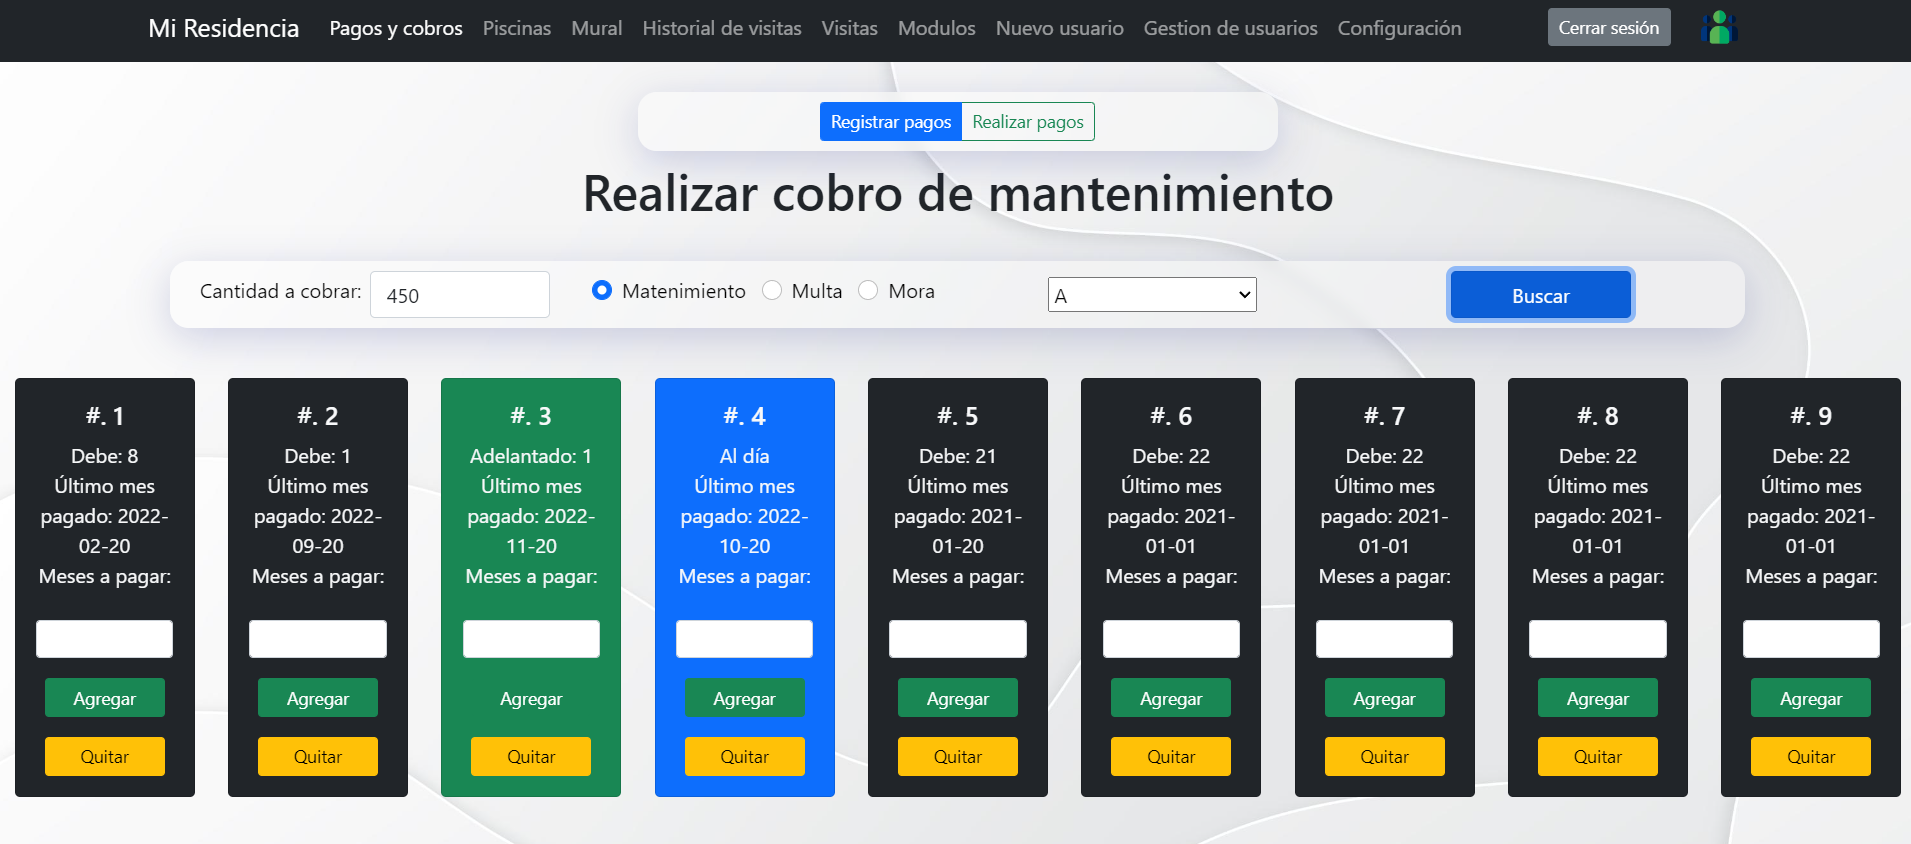 Mi Residencia Pagos y cobros Piscinas Mural Historial de visitas Visitas Modulos Nuevo usuario Gestion de usuarios Configuración Cerrar sesión
Registrar pagos Realizar pagos
Realizar cobro de mantenimiento
Cantidad a cobrar: 450 Matenimiento Multa Mora A Buscar
#. 1
Debe: 8
Último mes
pagado: 2022-
02-20
Meses a pagar:
Agregar
Quitar
#. 2
Debe: 1
Último mes
pagado: 2022-
09-20
Meses a pagar:
Agregar
Quitar
#. 3
Adelantado: 1
Último mes
pagado: 2022-
11-20
Meses a pagar:
Agregar
Quitar
#. 4
Al día
Último mes
pagado: 2022-
10-20
Meses a pagar:
Agregar
Quitar
#. 5
Debe: 21
Último mes
pagado: 2021-
01-20
Meses a pagar:
Agregar
Quitar
#. 6
Debe: 22
Último mes
pagado: 2021-
01-01
Meses a pagar:
Agregar
Quitar
#. 7
Debe: 22
Último mes
pagado: 2021-
01-01
Meses a pagar:
Agregar
Quitar
#. 8
Debe: 22
Último mes
pagado: 2021-
01-01
Meses a pagar:
Agregar
Quitar
#. 9
Debe: 22
Último mes
pagado: 2021-
01-01
Meses a pagar:
Agregar
Quitar